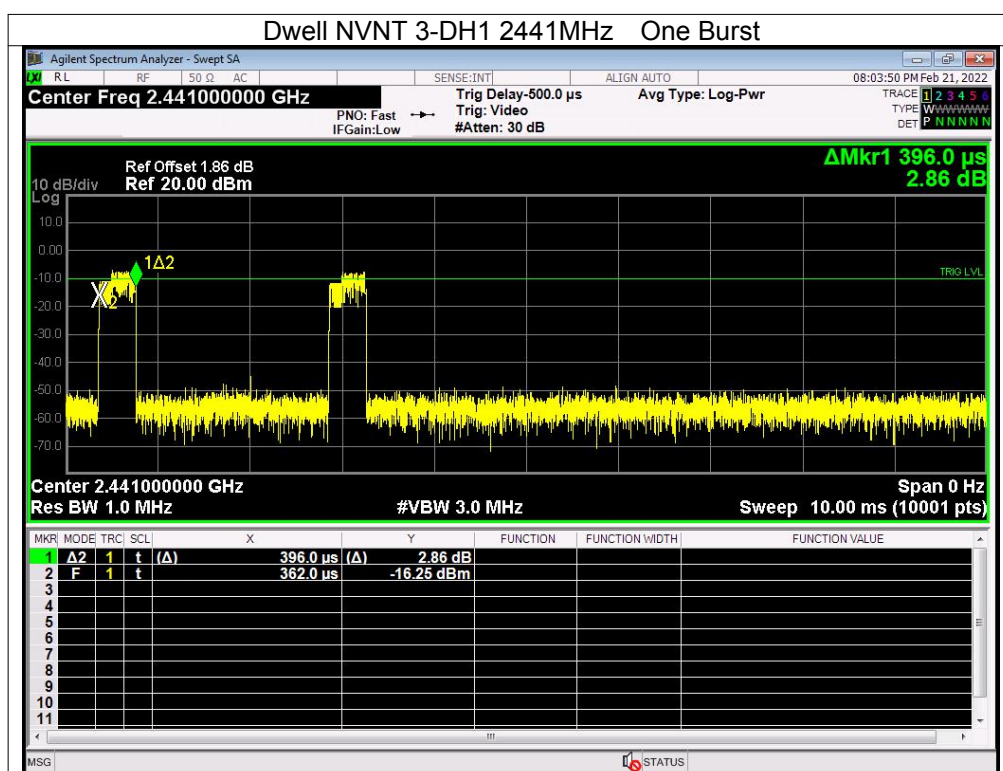 Dwell NVNT 3-DH1 2441MHz One Burst
Agilent Spectrum Analyzer - Swept SA
LXI RL RF 50 Ω AC SENSE:INT ALIGN AUTO 08:03:50 PM Feb 21, 2022
Center Freq 2.441000000 GHz Trig Delay-500.0 µs Avg Type: Log-Pwr TRACE 1 2 3 4 5 6
PNO: Fast Trig: Video TYPE WWWWWW
IFGain:Low #Atten: 30 dB DET P N N N N N
ΔMkr1 396.0 µs
Ref Offset 1.86 dB
10 dB/div Ref 20.00 dBm 2.86 dB
Log
10.0
0.00
1Δ2
-10.0 TRIG LVL
X2
-20.0
-30.0
-40.0
-50.0
-60.0
-70.0
Center 2.441000000 GHz Span 0 Hz
Res BW 1.0 MHz #VBW 3.0 MHz Sweep 10.00 ms (10001 pts)
MKR MODE TRC SCL X Y FUNCTION FUNCTION WIDTH FUNCTION VALUE
1 Δ2 1 t (Δ) 396.0 µs (Δ) 2.86 dB
2 F 1 t 362.0 µs -16.25 dBm
3
4
5
6
7
8
9
10
11
MSG STATUS